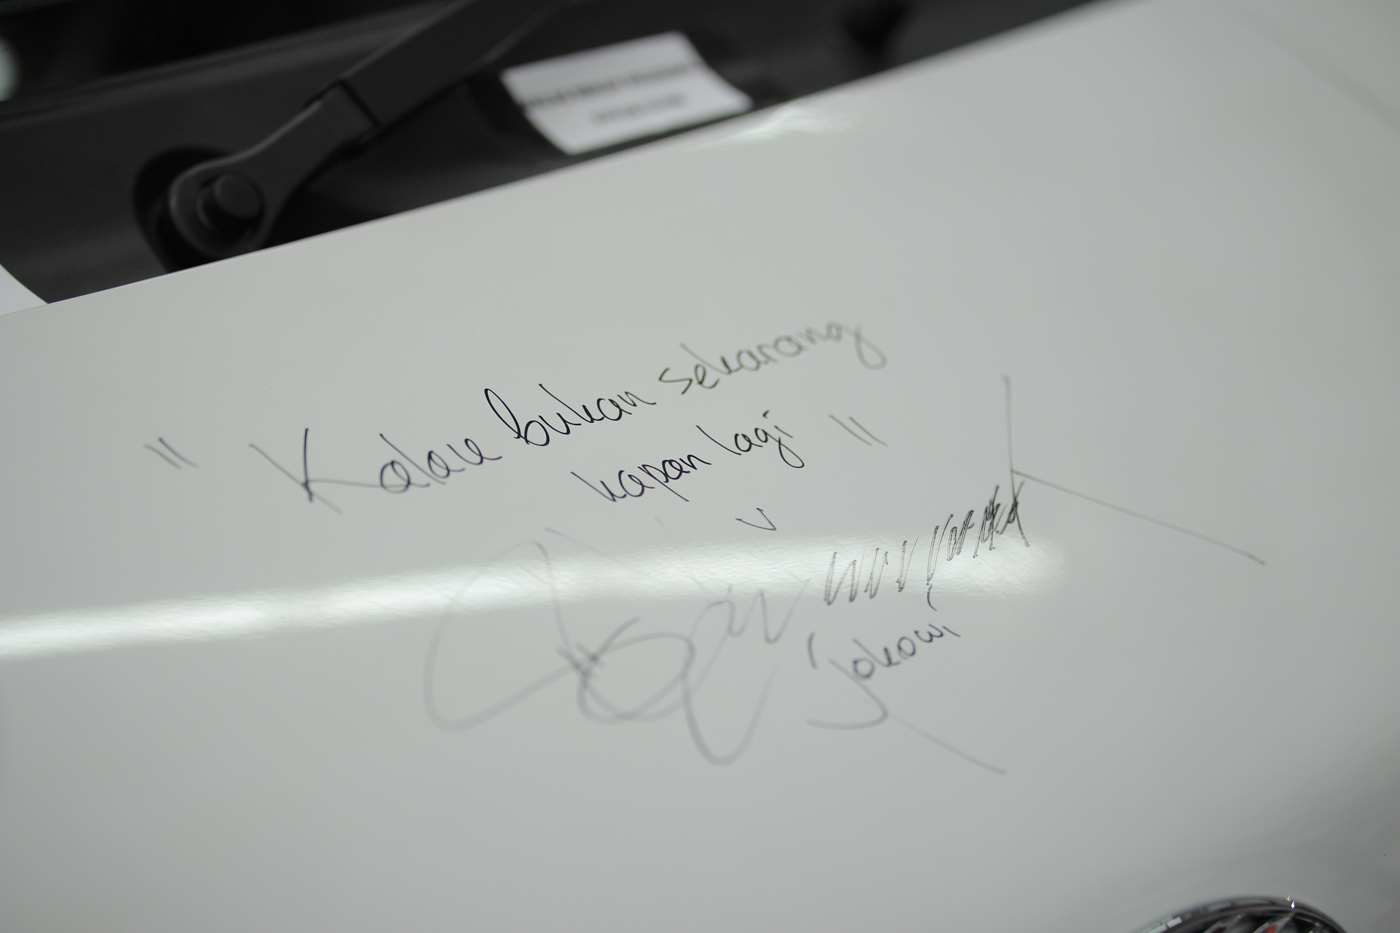 " Kalau bukan sekarang
kapan lagi "
jokowi